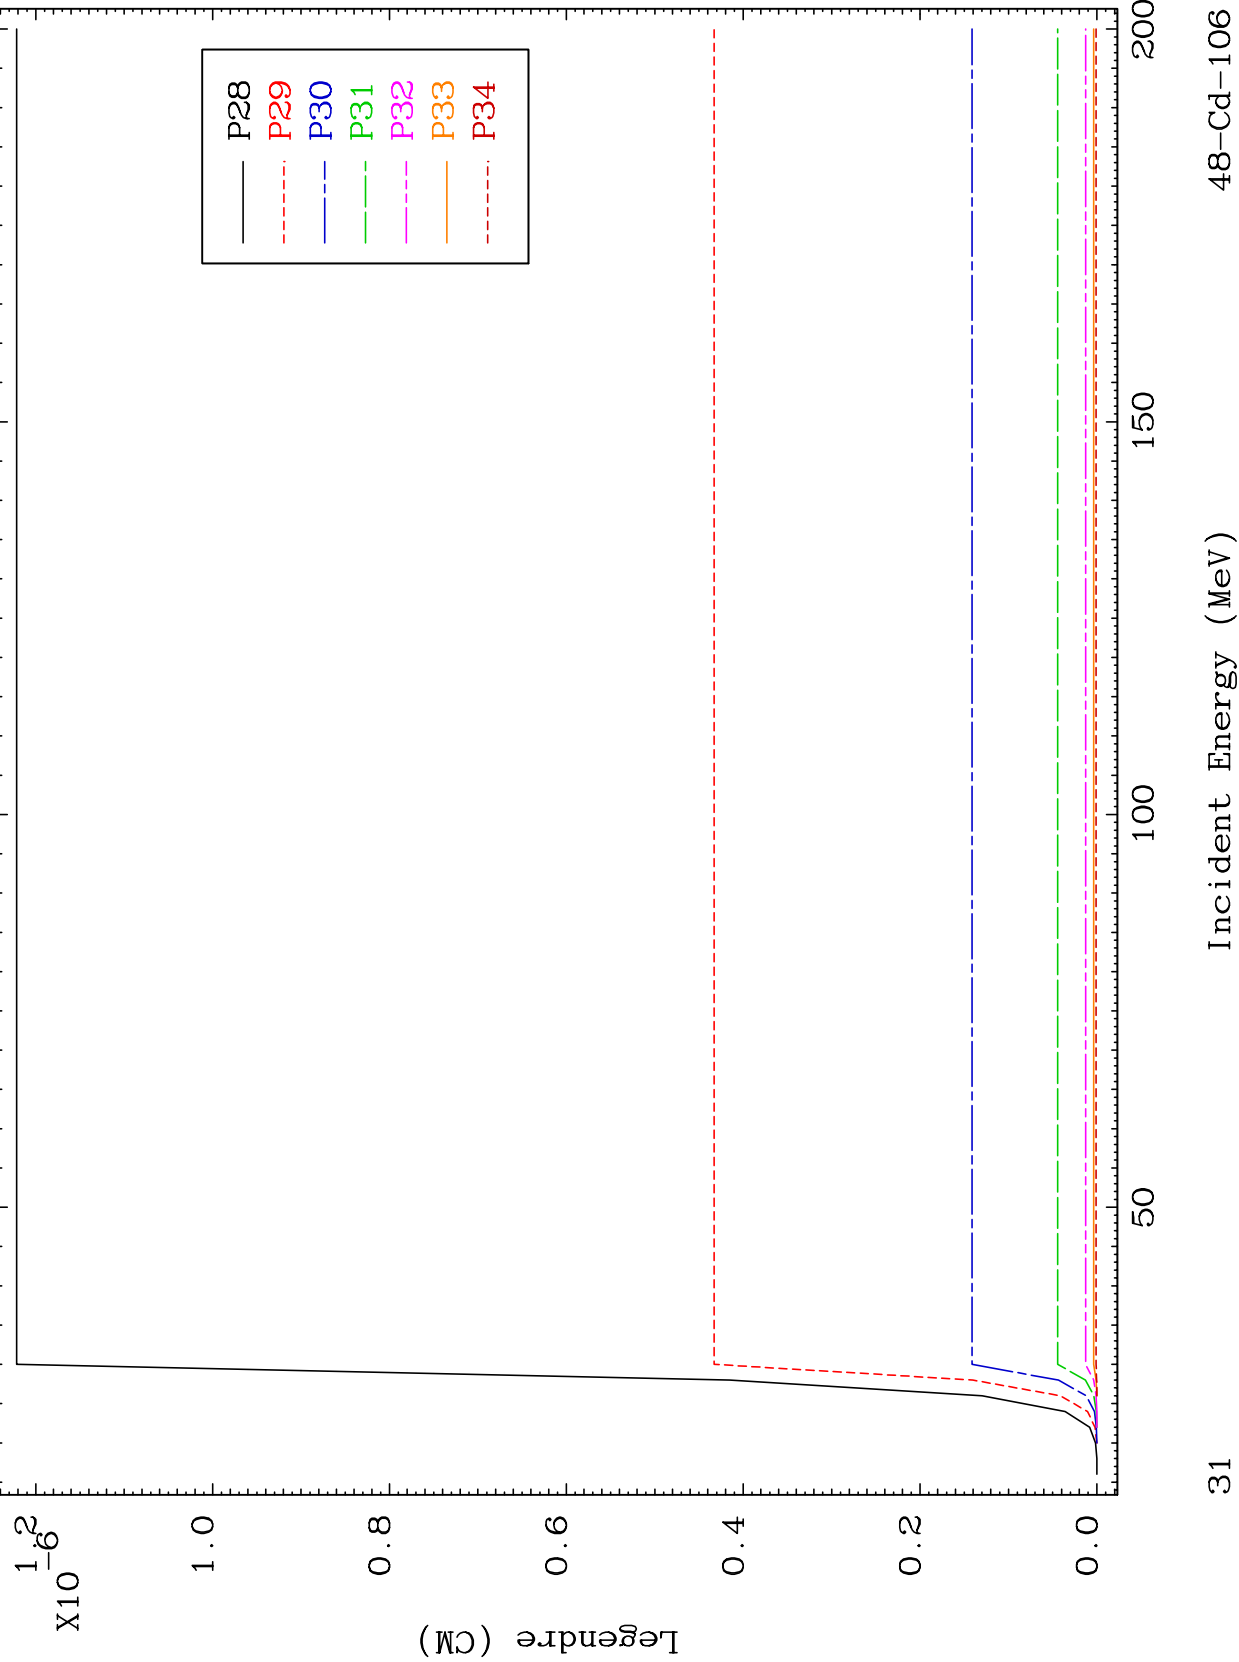 P28
P29
P30
P31
P32
P33
P34
1.2
X10-6
1.0
0.8
0.6
0.4
0.2
0.0
Legendre (CM)
50
100
150
200
Incident Energy (MeV)
31
48-Cd-106